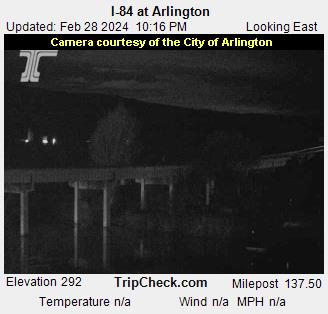 I-84 at Arlington
Updated: Feb 28 2024 10:16 PM Looking East
Camera courtesy of the City of Arlington
Elevation 292 TripCheck.com Milepost 137.50
Temperature n/a Wind n/a MPH n/a